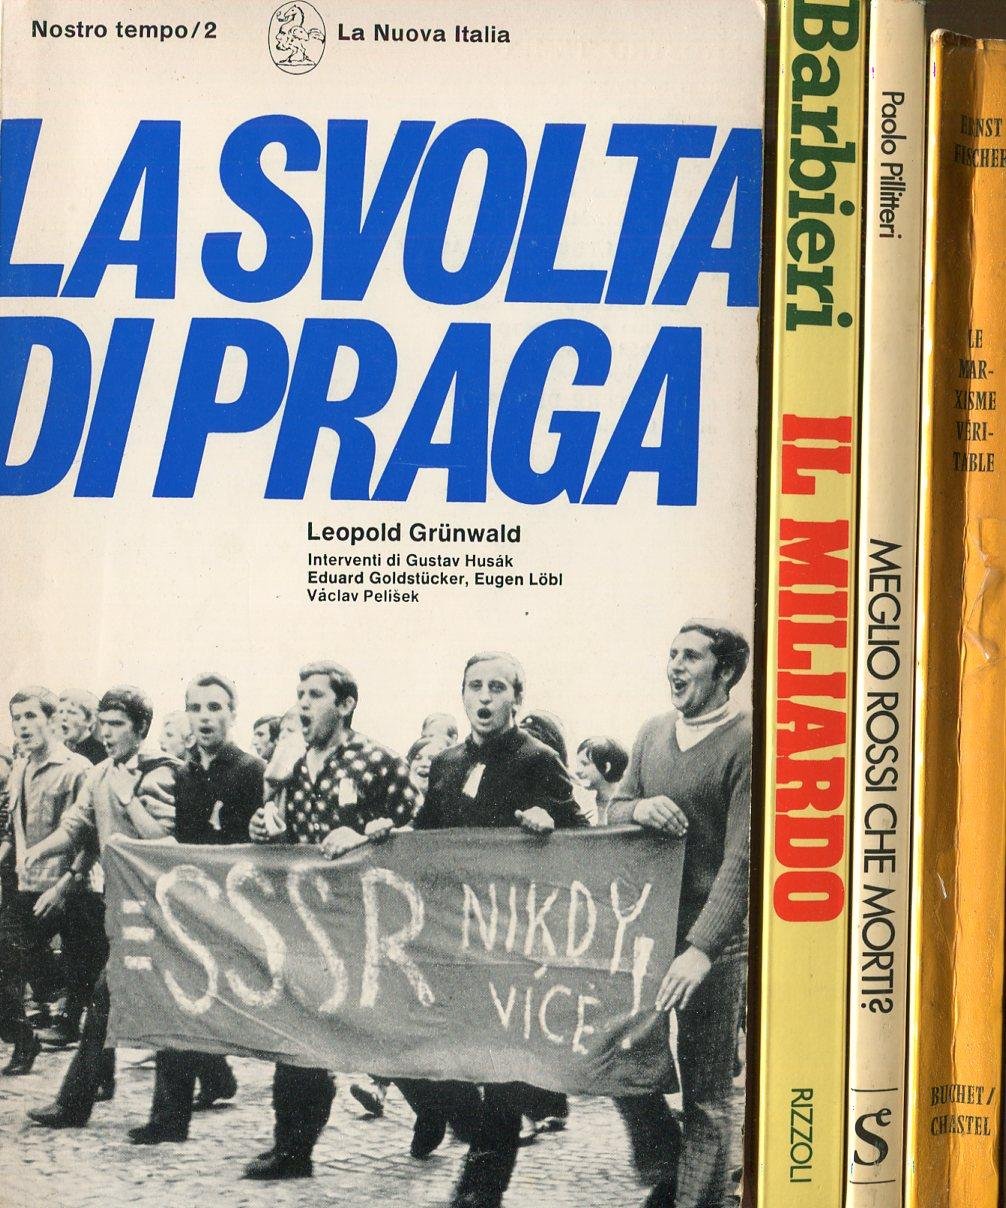 Nostro tempo/2
La Nuova Italia
LA SVOLTA
DI PRAGA
Leopold Grünwald
Interventi di Gustav Husák
Eduard Goldstücker, Eugen Löbl
Václav Pelišek
=SSSR NIKDY
VÍCE!
Barbieri
IL MILIARDO
RIZZOLI
Paolo Pillitteri
MEGLIO ROSSI CHE MORTI?
S
ERNST
FISCHER
LE
MAR-
XISME
VÉRI-
TABLE
BUCHET/
CHASTEL